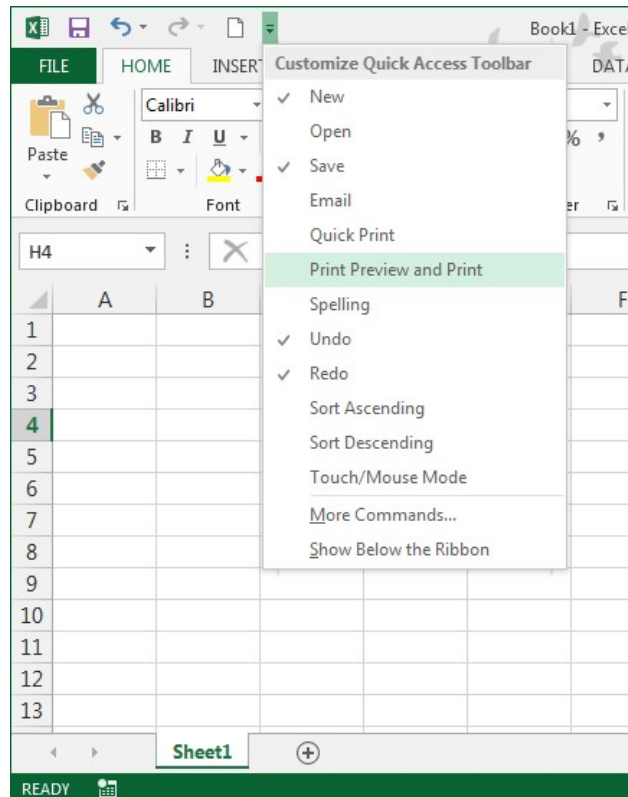 Book1 - Excel
FILE HOME INSER DATA
Customize Quick Access Toolbar
New
Open
Save
Email
Quick Print
Print Preview and Print
Spelling
Undo
Redo
Sort Ascending
Sort Descending
Touch/Mouse Mode
More Commands...
Show Below the Ribbon
Calibri
B I U % ,
Paste
Clipboard Font er
H4
A B F
1
2
3
4
5
6
7
8
9
10
11
12
13
Sheet1
READY